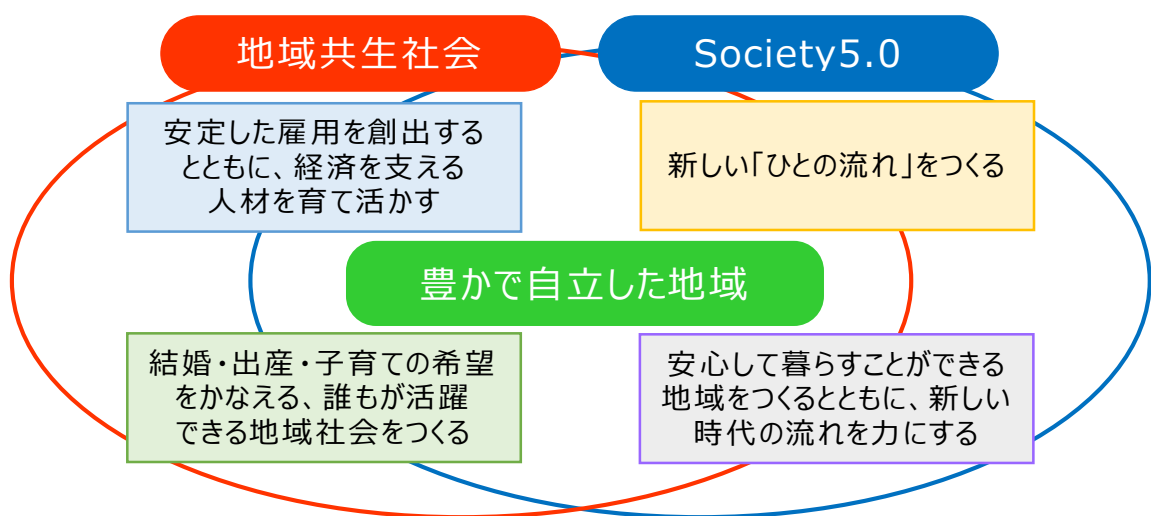 地域共生社会
Society5.0
安定した雇用を創出する
とともに、経済を支える
人材を育て活かす
新しい「ひとの流れ」をつくる
豊かで自立した地域
結婚・出産・子育ての希望
をかなえる、誰もが活躍
できる地域社会をつくる
安心して暮らすことができる
地域をつくるとともに、新しい
時代の流れを力にする